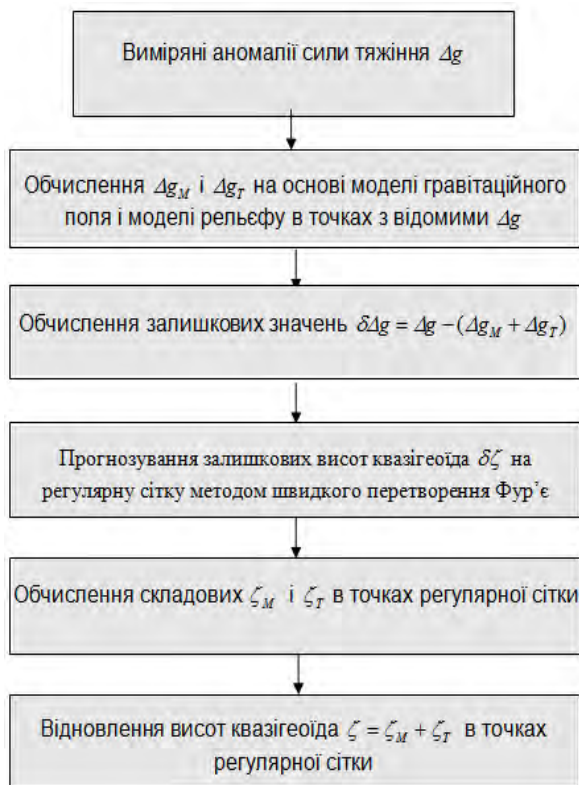 Виміряні аномалії сили тяжіння Δg
Обчислення Δg_M і Δg_T на основі моделі гравітаційного
поля і моделі рельєфу в точках з відомими Δg
Обчислення залишкових значень δΔg = Δg − (Δg_M + Δg_T)
Прогнозування залишкових висот квазігеоїда δζ на
регулярну сітку методом швидкого перетворення Фур’є
Обчислення складових ζ_M і ζ_T в точках регулярної сітки
Відновлення висот квазігеоїда ζ = ζ_M + ζ_T в точках
регулярної сітки